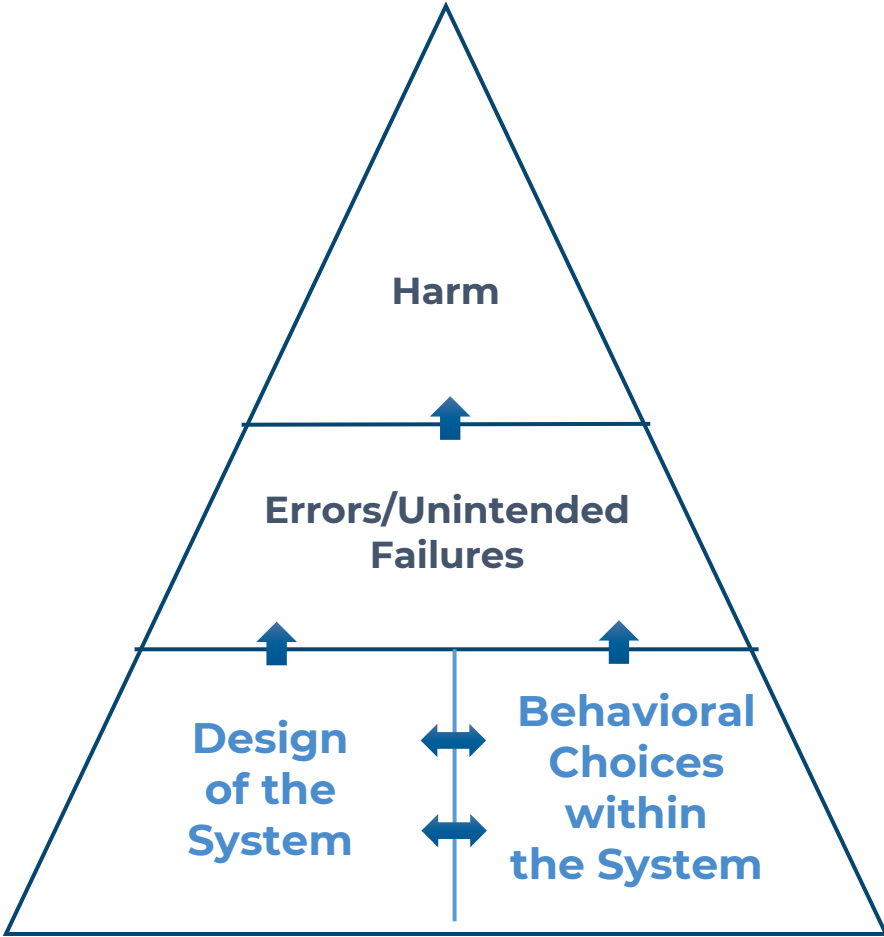 Harm
Errors/Unintended
Failures
Design
of the
System
Behavioral
Choices
within
the System